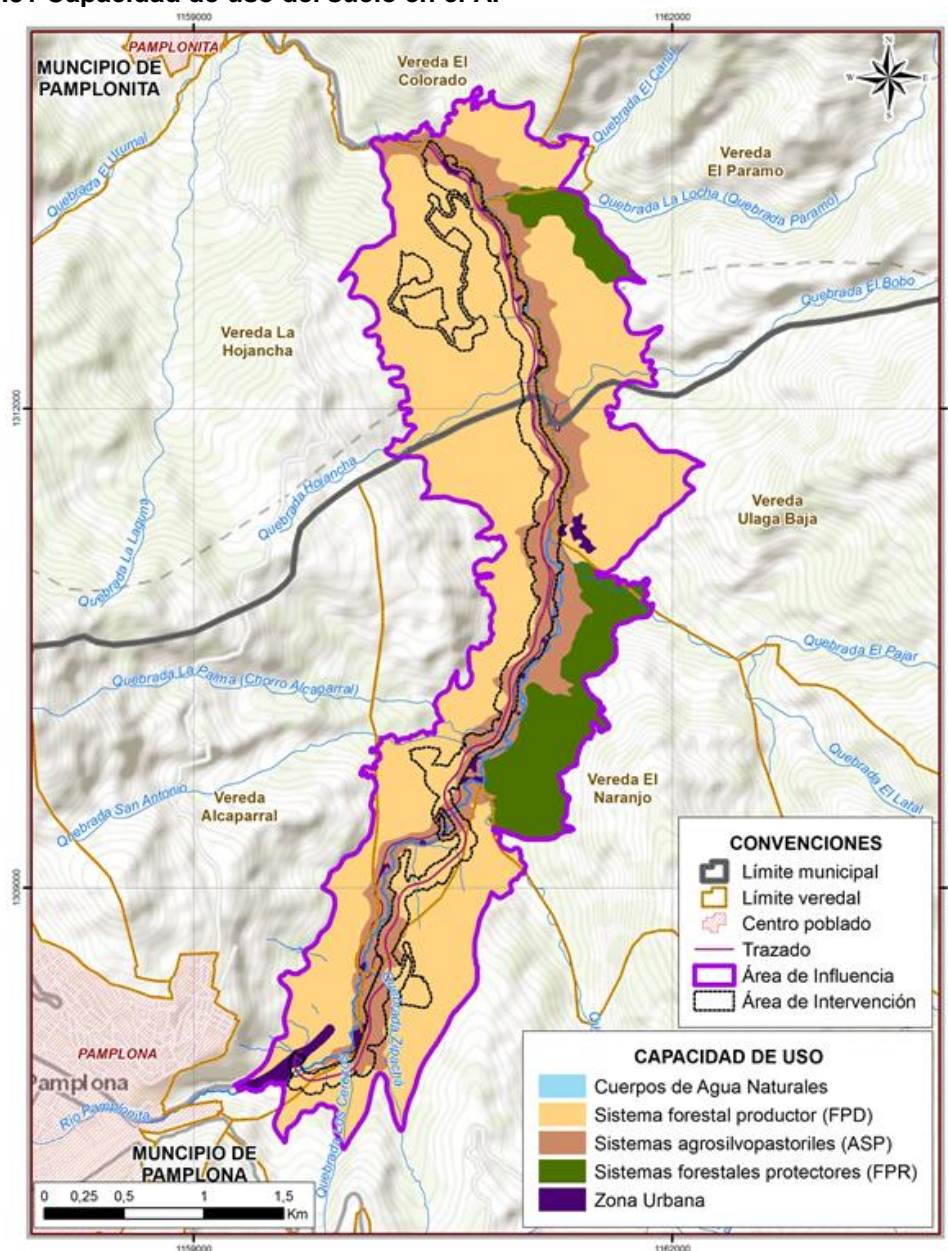 Capacidad de uso del suelo en el
1159000
1162000
PAMPLONITA
MUNCIPIO DE
PAMPLONITA
Vereda El
Colorado
N
W
E
S
Quebrada El Canal
Quebrada El Urumal
Vereda
El Paramo
Quebrada La Locha (Quebrada Paramo)
Quebrada El Bobo
Vereda La
Hojancha
1312000
Quebrada Hojancha
Quebrada La Laguna
Vereda
Ulaga Baja
Quebrada El Pajar
Quebrada La Palma (Chorro Alcaparral)
Quebrada San Antonio
Vereda
Alcaparral
Vereda El
Naranjo
Quebrada El Latal
1309000
CONVENCIONES
Límite municipal
Límite veredal
Centro poblado
Trazado
Área de Influencia
Área de Intervención
Quebrada Zipachá
PAMPLONA
Pamplona
Río Pamplonita
MUNCIPIO DE
PAMPLONA
0 0,25 0,5 1 1,5
Km
CAPACIDAD DE USO
Cuerpos de Agua Naturales
Sistema forestal productor (FPD)
Sistemas agrosilvopastoriles (ASP)
Sistemas forestales protectores (FPR)
Zona Urbana
1159000
1162000